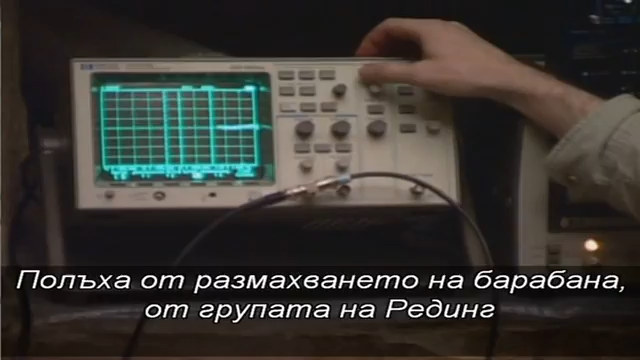 Полъха от размахването на барабана,
от групата на Рединг